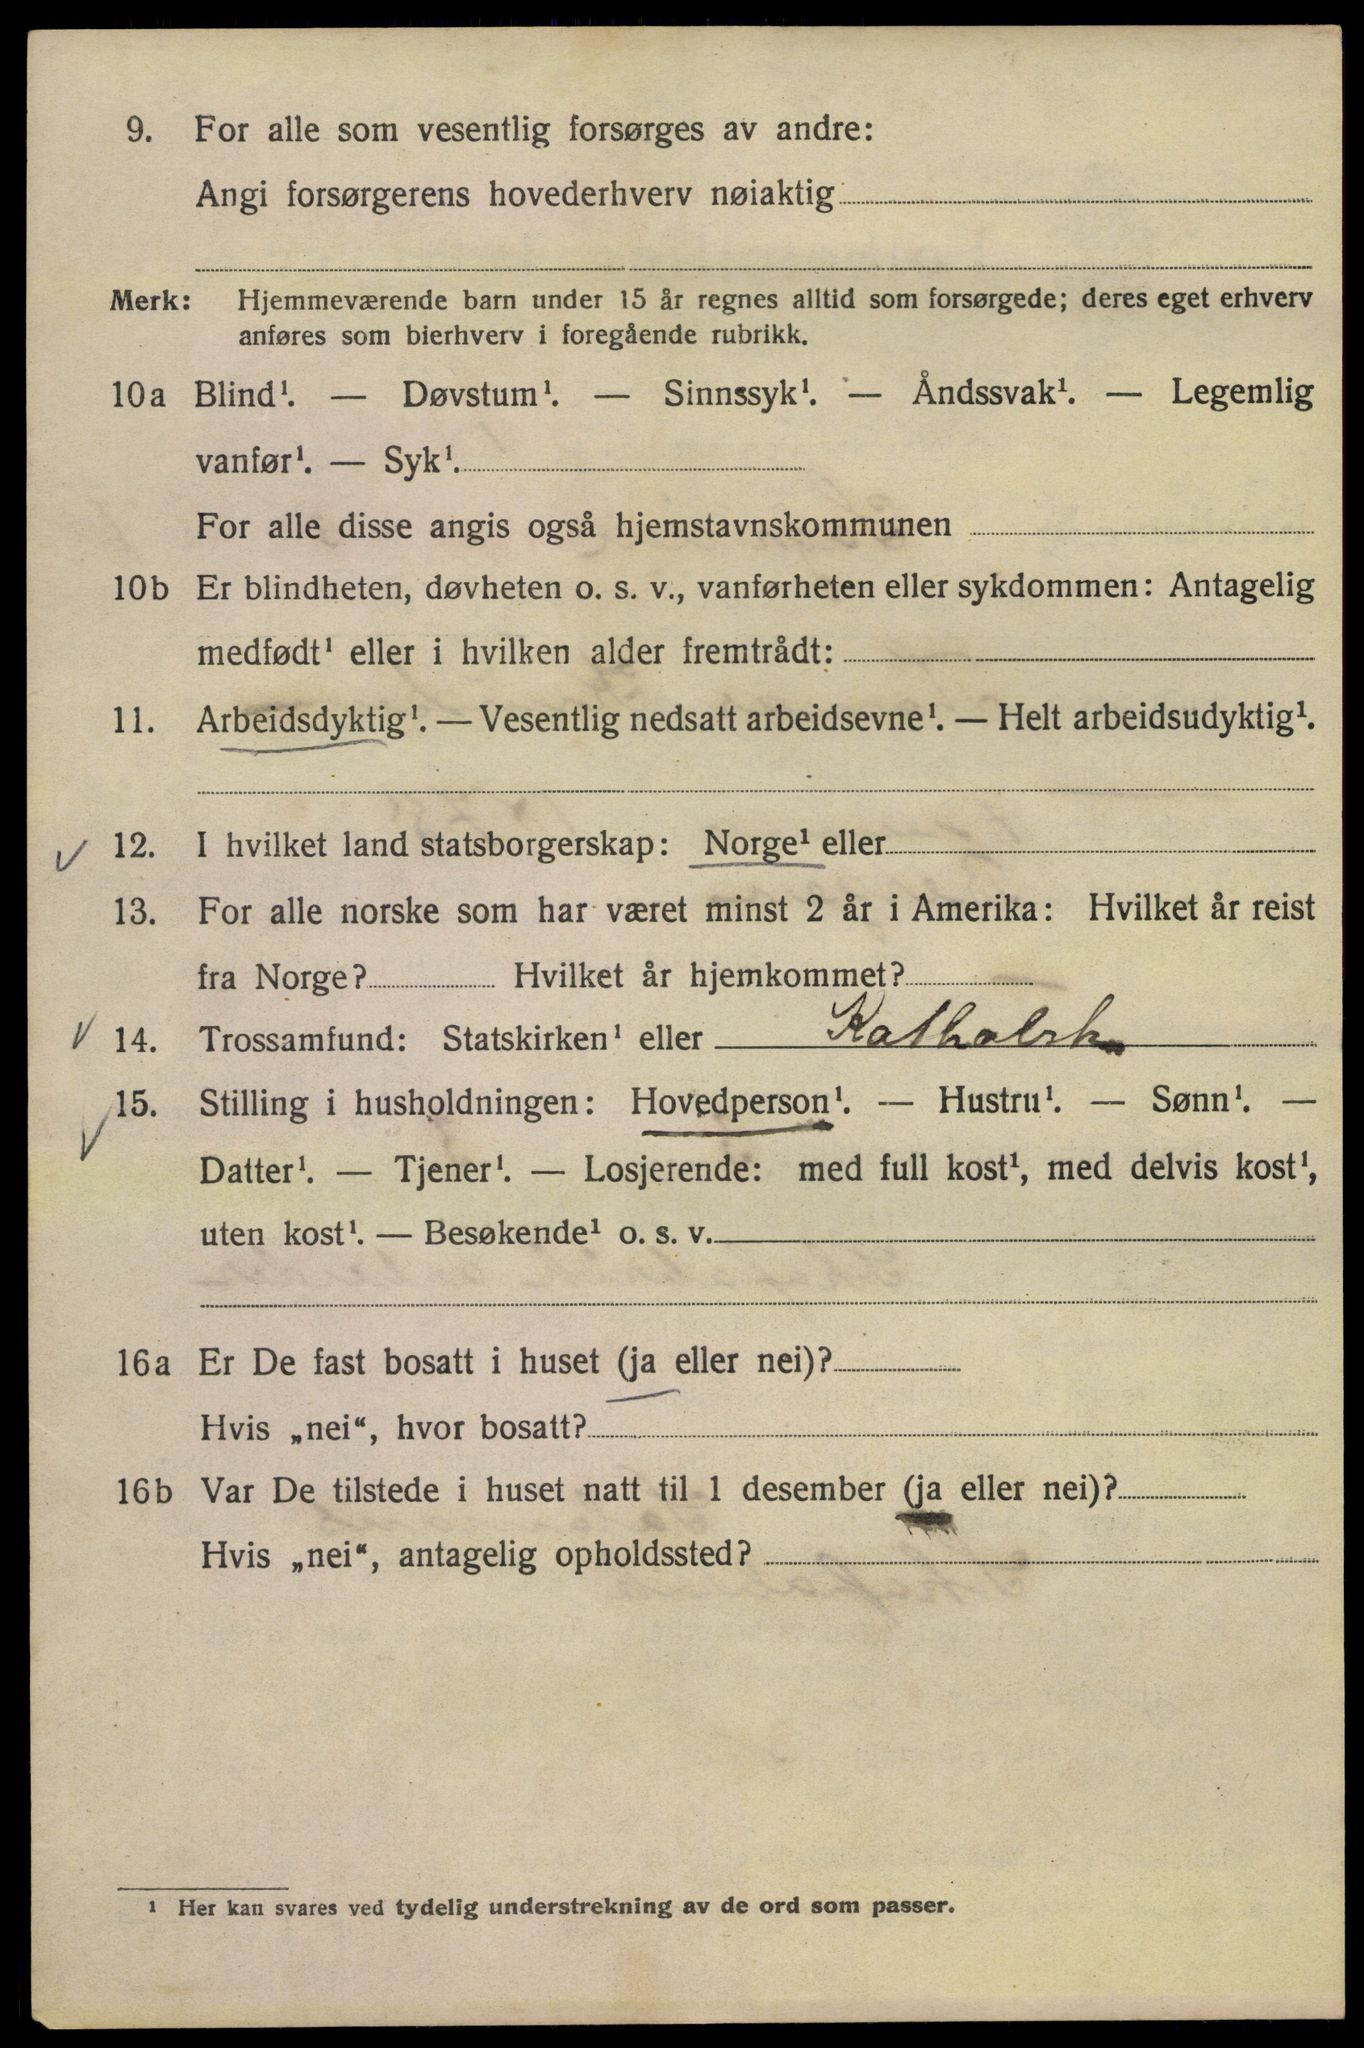 9. For alle som vesentlig forsørges av andre:
Angi forsørgerens hovederhverv nøiaktig
Merk: Hjemmeværende barn under 15 år regnes alltid som forsørgede; deres eget erhverv
anføres som bierhverv i foregående rubrikk.
10a Blind¹. — Døvstum¹. — Sinnssyk¹. — Åndssvak¹. — Legemlig
vanfør¹. — Syk¹.
For alle disse angis også hjemstavnskommunen
10b Er blindheten, døvheten o. s. v., vanførheten eller sykdommen: Antagelig
medfødt¹ eller i hvilken alder fremtrådt:
11. Arbeidsdyktig¹. — Vesentlig nedsatt arbeidsevne¹. — Helt arbeidsudyktig¹.
12. I hvilket land statsborgerskap: Norge¹ eller
13. For alle norske som har været minst 2 år i Amerika: Hvilket år reist
fra Norge? Hvilket år hjemkommet?
14. Trossamfund: Statskirken¹ eller Katholsk
15. Stilling i husholdningen: Hovedperson¹. — Hustru¹. — Sønn¹. —
Datter¹. — Tjener¹. — Losjerende: med full kost¹, med delvis kost¹,
uten kost¹. — Besøkende¹ o. s. v.
16a Er De fast bosatt i huset (ja eller nei)?
Hvis „nei“, hvor bosatt?
16b Var De tilstede i huset natt til 1 desember (ja eller nei)?
Hvis „nei“, antagelig opholdssted?
¹ Her kan svares ved tydelig understrekning av de ord som passer.